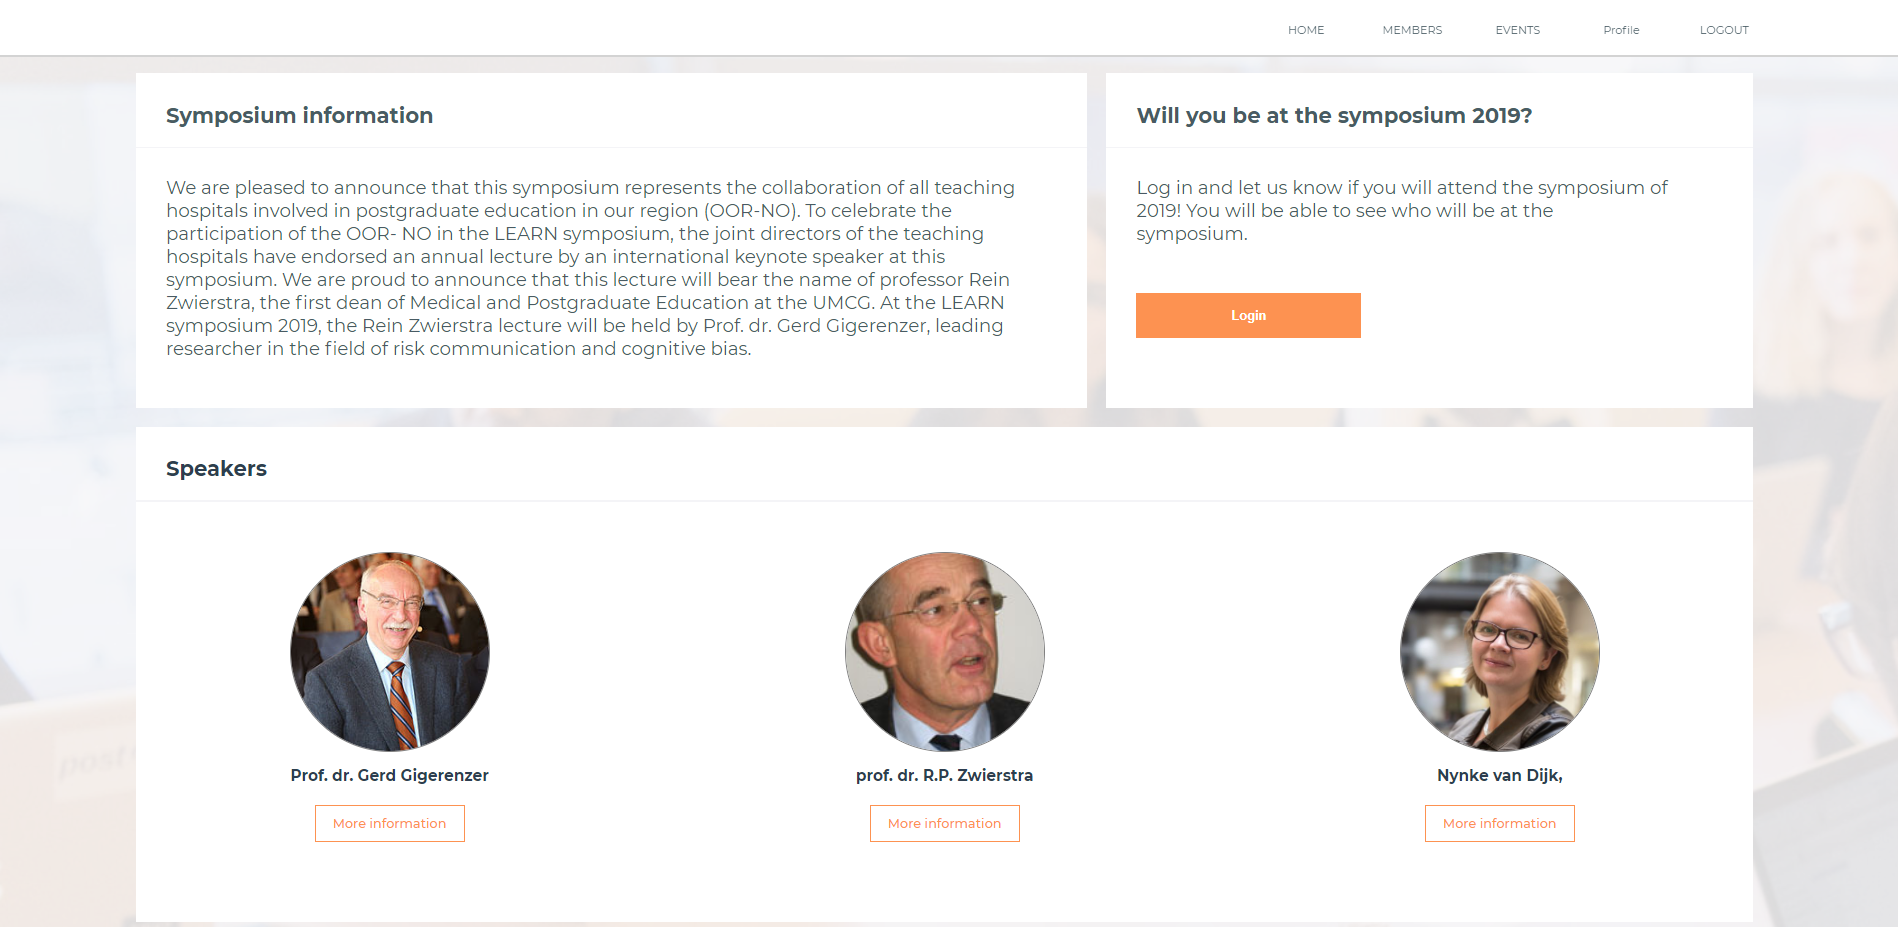 HOME MEMBERS EVENTS Profile LOGOUT
Symposium information
We are pleased to announce that this symposium represents the collaboration of all teaching
hospitals involved in postgraduate education in our region (OOR-NO). To celebrate the
participation of the OOR- NO in the LEARN symposium, the joint directors of the teaching
hospitals have endorsed an annual lecture by an international keynote speaker at this
symposium. We are proud to announce that this lecture will bear the name of professor Rein
Zwierstra, the first dean of Medical and Postgraduate Education at the UMCG. At the LEARN
symposium 2019, the Rein Zwierstra lecture will be held by Prof. dr. Gerd Gigerenzer, leading
researcher in the field of risk communication and cognitive bias.
Will you be at the symposium 2019?
Log in and let us know if you will attend the symposium of
2019! You will be able to see who will be at the
symposium.
Login
Speakers
Prof. dr. Gerd Gigerenzer
More information
prof. dr. R.P. Zwierstra
More information
Nynke van Dijk,
More information